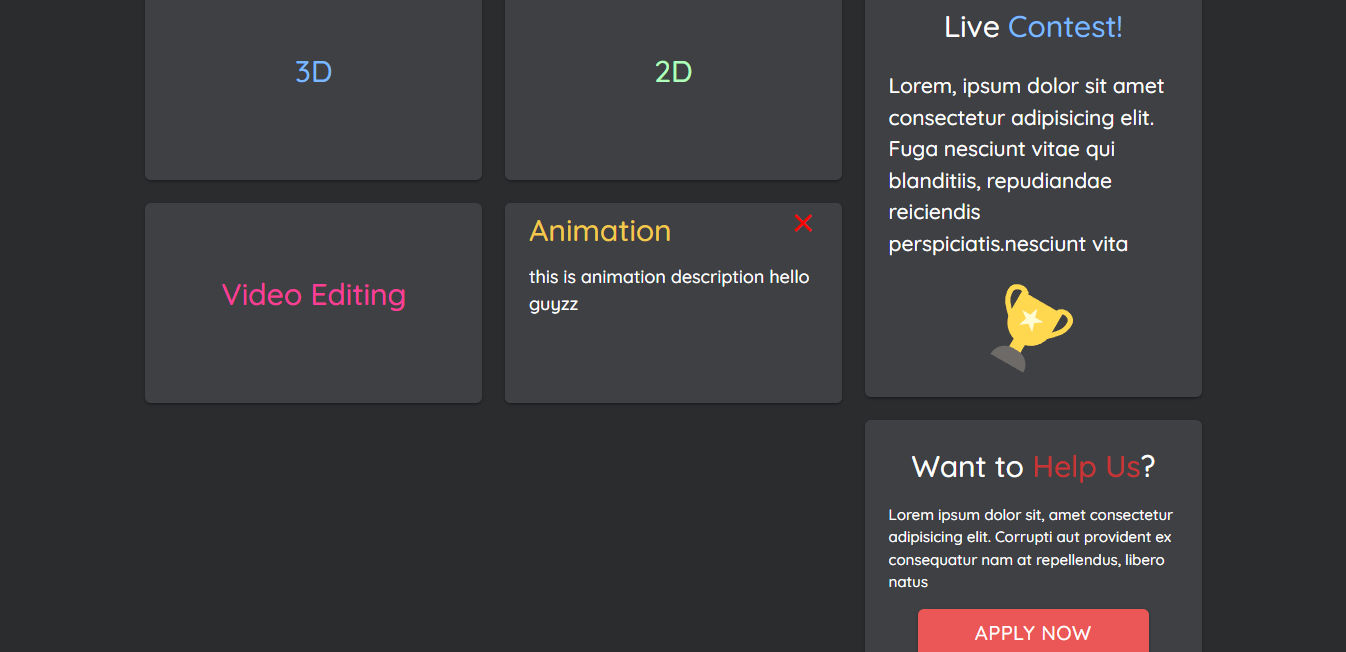 3D
2D
Video Editing
Animation
this is animation description hello
guyzz
Live Contest!
Lorem, ipsum dolor sit amet
consectetur adipisicing elit.
Fuga nesciunt vitae qui
blanditiis, repudiandae
reiciendis
perspiciatis.nesciunt vita
Want to Help Us?
Lorem ipsum dolor sit, amet consectetur
adipisicing elit. Corrupti aut provident ex
consequatur nam at repellendus, libero
natus
APPLY NOW